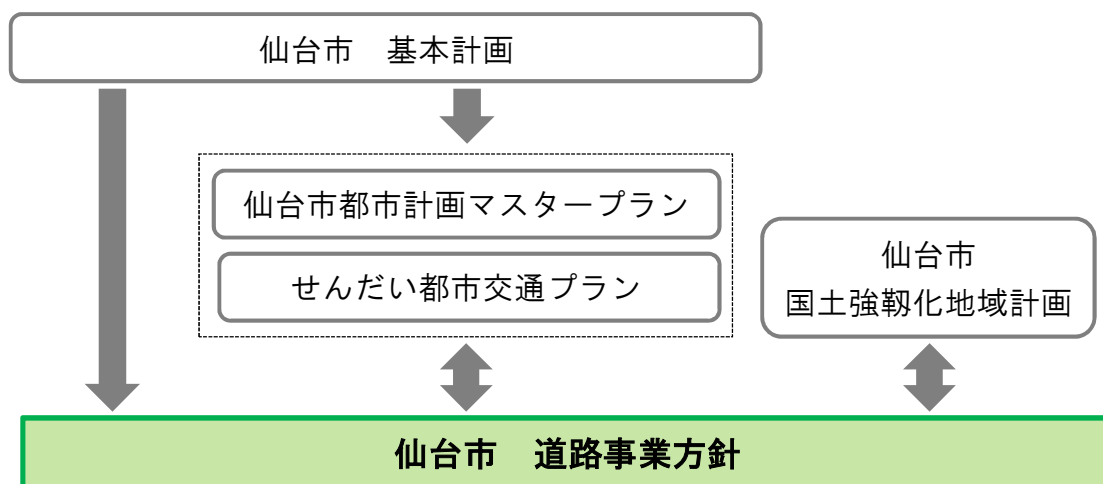 仙台市　基本計画
仙台市都市計画マスタープラン
せんだい都市交通プラン
仙台市
国土強靱化地域計画
仙台市　道路事業方針